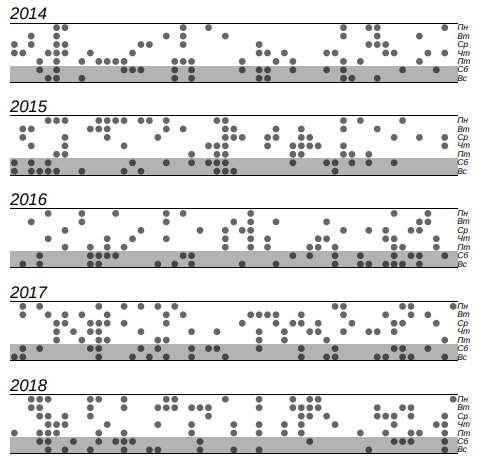 2014
Пн
Вт
Ср
Чт
Пт
Сб
Вс
2015
Пн
Вт
Ср
Чт
Пт
Сб
Вс
2016
Пн
Вт
Ср
Чт
Пт
Сб
Вс
2017
Пн
Вт
Ср
Чт
Пт
Сб
Вс
2018
Пн
Вт
Ср
Чт
Пт
Сб
Вс